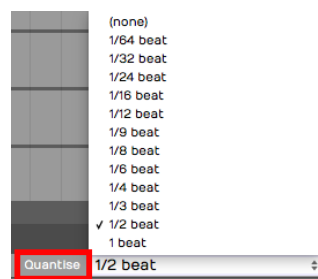 (none)
1/64 beat
1/32 beat
1/24 beat
1/16 beat
1/12 beat
1/9 beat
1/8 beat
1/6 beat
1/4 beat
1/3 beat
✓ 1/2 beat
1 beat
Quantise 1/2 beat